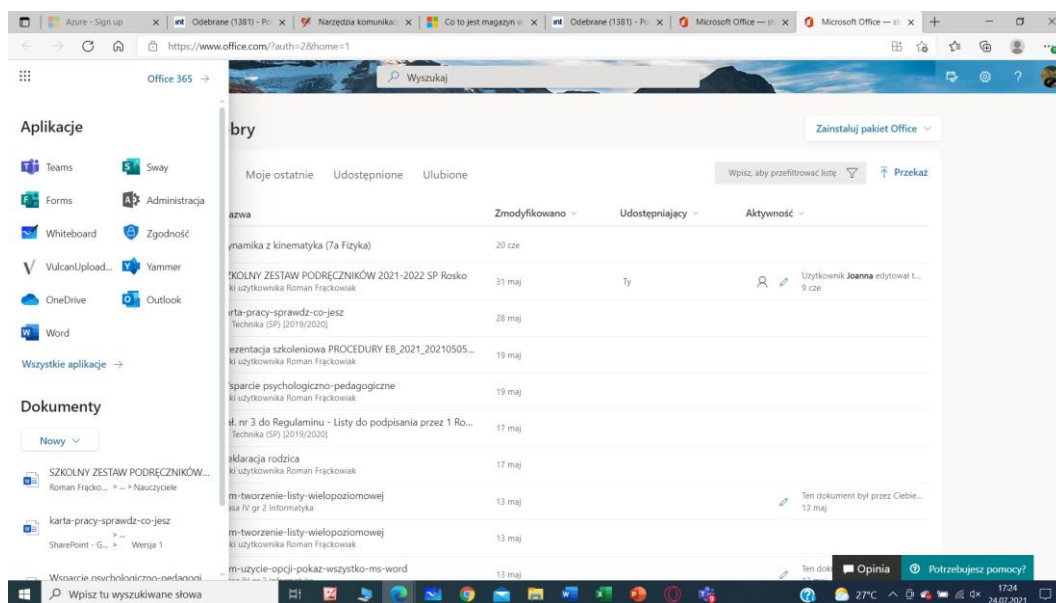 Azure - Sign up
Odebrane (1381) - Po
Narzędzia komunikac
Co to jest magazyn w
Odebrane (1381) - Po
Microsoft Office — st
Microsoft Office — st
https://www.office.com/?auth=2&home=1
Office 365 →
Wyszukaj
Aplikacje
Teams
Sway
Forms
Administracja
Whiteboard
Zgodność
VulcanUpload...
Yammer
OneDrive
Outlook
Word
Wszystkie aplikacje →
Dokumenty
Nowy
SZKOLNY ZESTAW PODRĘCZNIKÓW...
Roman Frącko... > ... > Nauczyciele
karta-pracy-sprawdz-co-jesz
SharePoint - G... > ... > Wersja 1
Wsparcie psychologiczno-pedagogi
bry
Zainstaluj pakiet Office
Moje ostatnie Udostępnione Ulubione
Wpisz, aby przefiltrować listę
Przekaż
azwa Zmodyfikowano Udostępniający Aktywność
ynamika z kinematyka (7a Fizyka) 20 cze
ZKOLNY ZESTAW PODRĘCZNIKÓW 2021-2022 SP Rosko 31 maj Ty Użytkownik Joanna edytował t...
ki użytkownika Roman Frąckowiak 9 cze
rta-pracy-sprawdz-co-jesz 28 maj
Technika (SP) [2019/2020]
ezentacja szkoleniowa PROCEDURY E8_2021_20210505... 19 maj
ki użytkownika Roman Frąckowiak
sparcie psychologiczno-pedagogiczne 19 maj
ki użytkownika Roman Frąckowiak
ał. nr 3 do Regulaminu - Listy do podpisania przez 1 Ro... 17 maj
Technika (SP) [2019/2020]
eklaracja rodzica 17 maj
ki użytkownika Roman Frąckowiak
m-tworzenie-listy-wielopoziomowej 13 maj Ten dokument był przez Ciebie...
asa IV gr 2 Informatyka 13 maj
m-tworzenie-listy-wielopoziomowej 13 maj
ki użytkownika Roman Frąckowiak
m-uzycie-opcji-pokaz-wszystko-ms-word 13 maj Ten doku
Opinia
Potrzebujesz pomocy?
Wpisz tu wyszukiwane słowa
27°C
17:24
24.07.2021